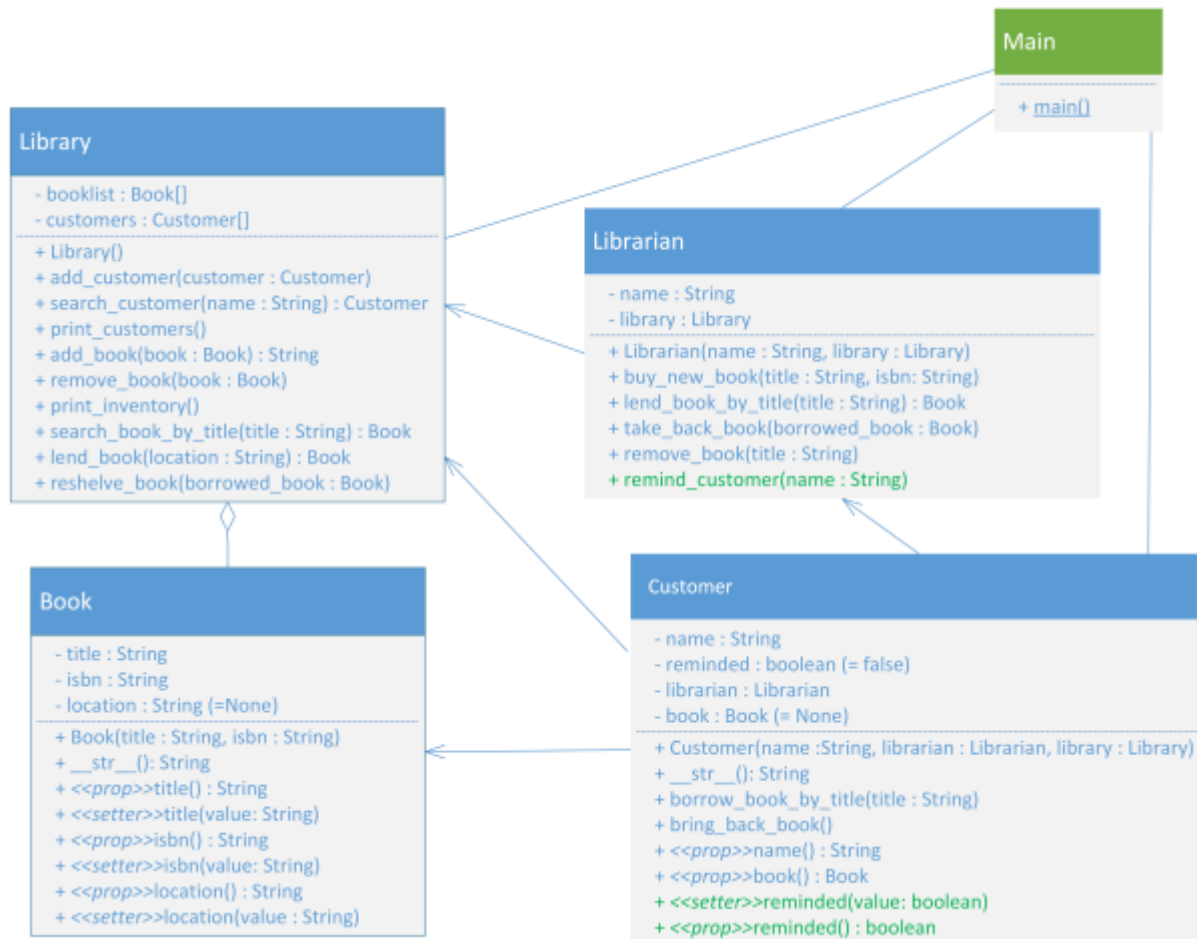 Main
+ main()
Library
- booklist : Book[]
- customers : Customer[]
+ Library()
+ add_customer(customer : Customer)
+ search_customer(name : String) : Customer
+ print_customers()
+ add_book(book : Book) : String
+ remove_book(book : Book)
+ print_inventory()
+ search_book_by_title(title : String) : Book
+ lend_book(location : String) : Book
+ reshelve_book(borrowed_book : Book)
Librarian
- name : String
- library : Library
+ Librarian(name : String, library : Library)
+ buy_new_book(title : String, isbn: String)
+ lend_book_by_title(title : String) : Book
+ take_back_book(borrowed_book : Book)
+ remove_book(title : String)
+ remind_customer(name : String)
Book
- title : String
- isbn : String
- location : String (=None)
+ Book(title : String, isbn : String)
+ __str__(): String
+ <<prop>>title() : String
+ <<setter>>title(value: String)
+ <<prop>>isbn() : String
+ <<setter>>isbn(value: String)
+ <<prop>>location() : String
+ <<setter>>location(value : String)
Customer
- name : String
- reminded : boolean (= false)
- librarian : Librarian
- book : Book (= None)
+ Customer(name :String, librarian : Librarian, library : Library)
+ __str__(): String
+ borrow_book_by_title(title : String)
+ bring_back_book()
+ <<prop>>name() : String
+ <<prop>>book() : Book
+ <<setter>>reminded(value: boolean)
+ <<prop>>reminded() : boolean